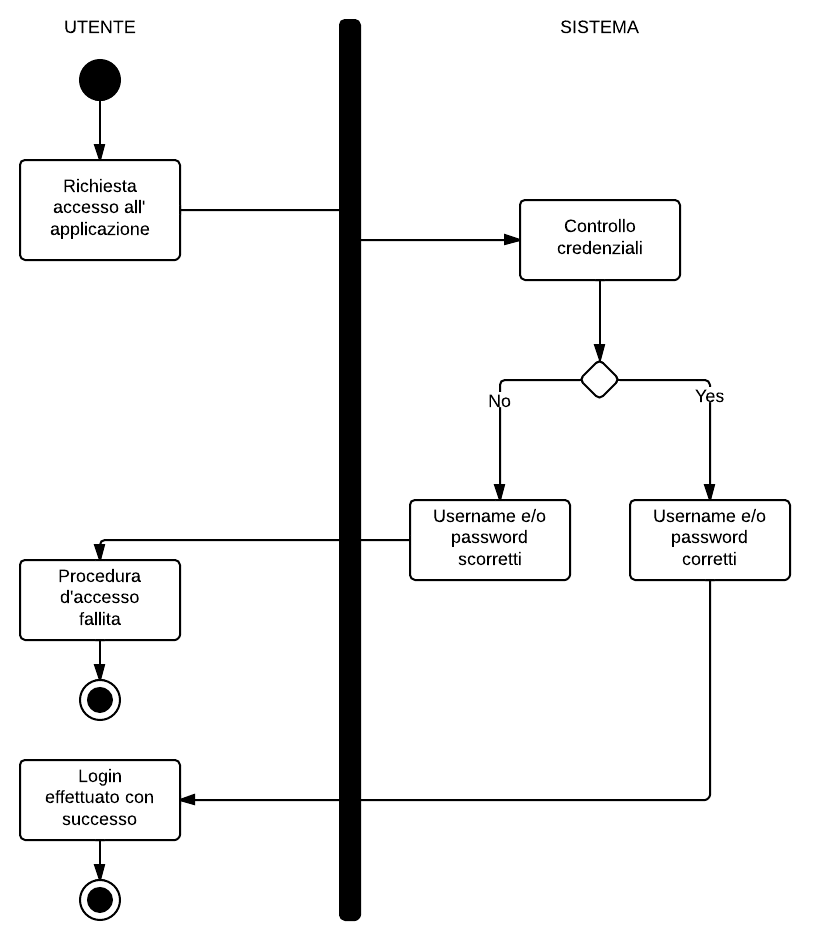 UTENTE
SISTEMA
Richiesta
accesso all'
applicazione
Controllo
credenziali
No
Yes
Username e/o
password
scorretti
Username e/o
password
corretti
Procedura
d'accesso
fallita
Login
effettuato con
successo